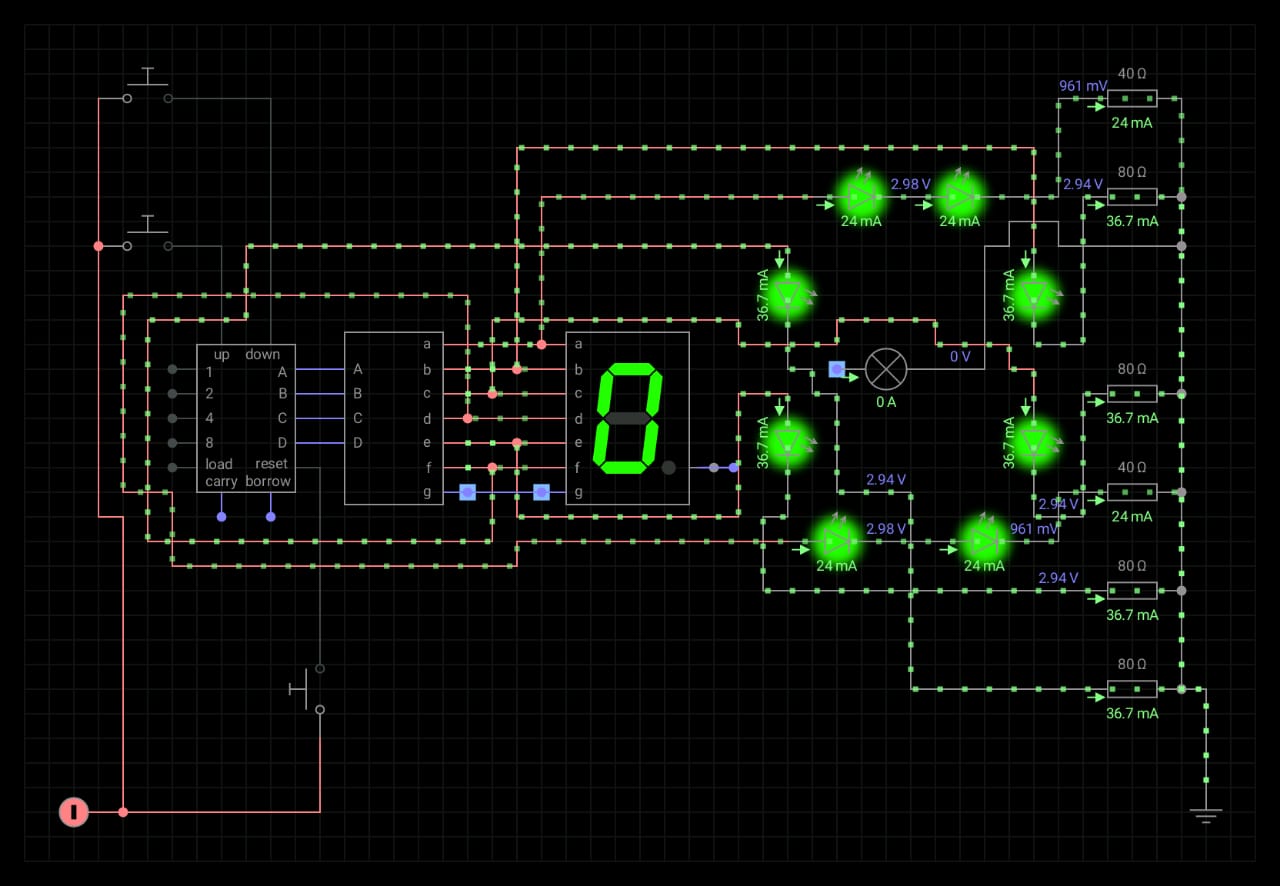 40 Ω
961 mV
24 mA
80 Ω
2.98 V
2.94 V
24 mA
24 mA
36.7 mA
36.7 mA
36.7 mA
a
a
up down
0 V
1
A
A
b
b
80 Ω
2
B
B
c
c
0 A
4
C
C
d
d
36.7 mA
8
D
D
e
e
36.7 mA
36.7 mA
load reset
f
f
80 Ω
40 Ω
carry borrow
g
g
2.94 V
2.94 V
24 mA
2.98 V
961 mV
24 mA
24 mA
80 Ω
2.94 V
36.7 mA
80 Ω
36.7 mA